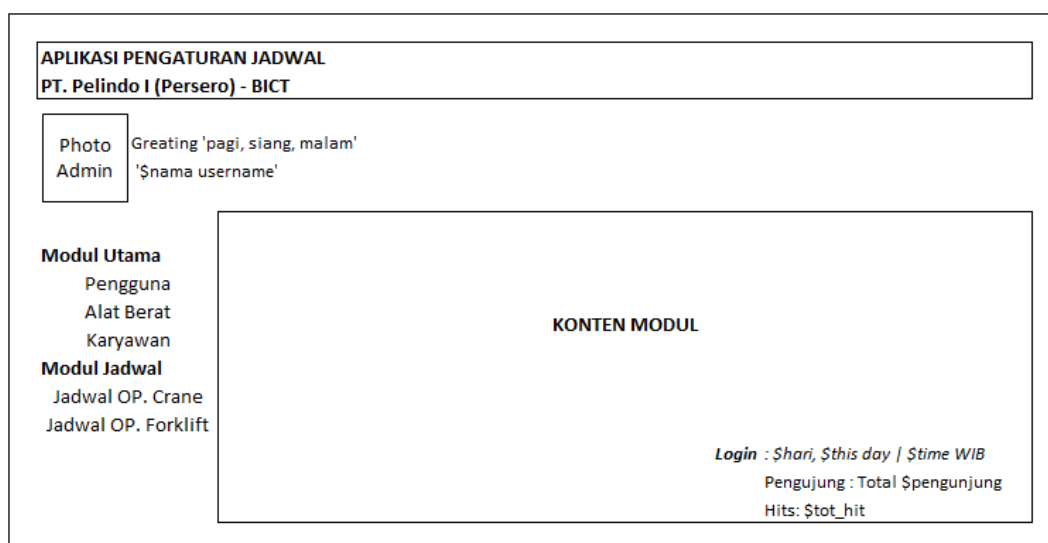 APLIKASI PENGATURAN JADWAL
PT. Pelindo I (Persero) - BICT
Photo
Admin
Greating 'pagi, siang, malam'
'$nama username'
Modul Utama
Pengguna
Alat Berat
Karyawan
Modul Jadwal
Jadwal OP. Crane
Jadwal OP. Forklift
KONTEN MODUL
Login : $hari, $this day | $time WIB
Pengujung : Total $pengunjung
Hits: $tot_hit